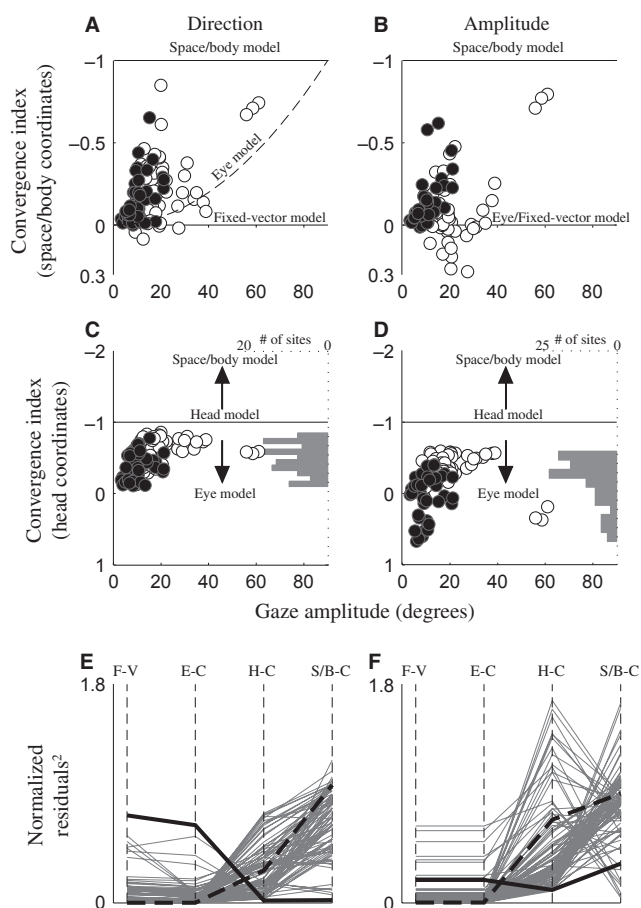 A Direction
B Amplitude
Space/body model
Space/body model
Convergence index
(space/body coordinates)
−1
−0.5
0
0.3
Eye model
Fixed-vector model
Eye/Fixed-vector model
0 20 40 60 80
0 20 40 60 80
C
D
20 # of sites 0
25 # of sites 0
Convergence index
(head coordinates)
−2
−1
0
1
−2
−1
0
1
Space/body model
Head model
Eye model
Space/body model
Head model
Eye model
0 20 40 60 80
0 20 40 60 80
Gaze amplitude (degrees)
E
F
F-V E-C H-C S/B-C
F-V E-C H-C S/B-C
Normalized
residuals²
1.8
0
1.8
0
−1
−0.5
0
0.3